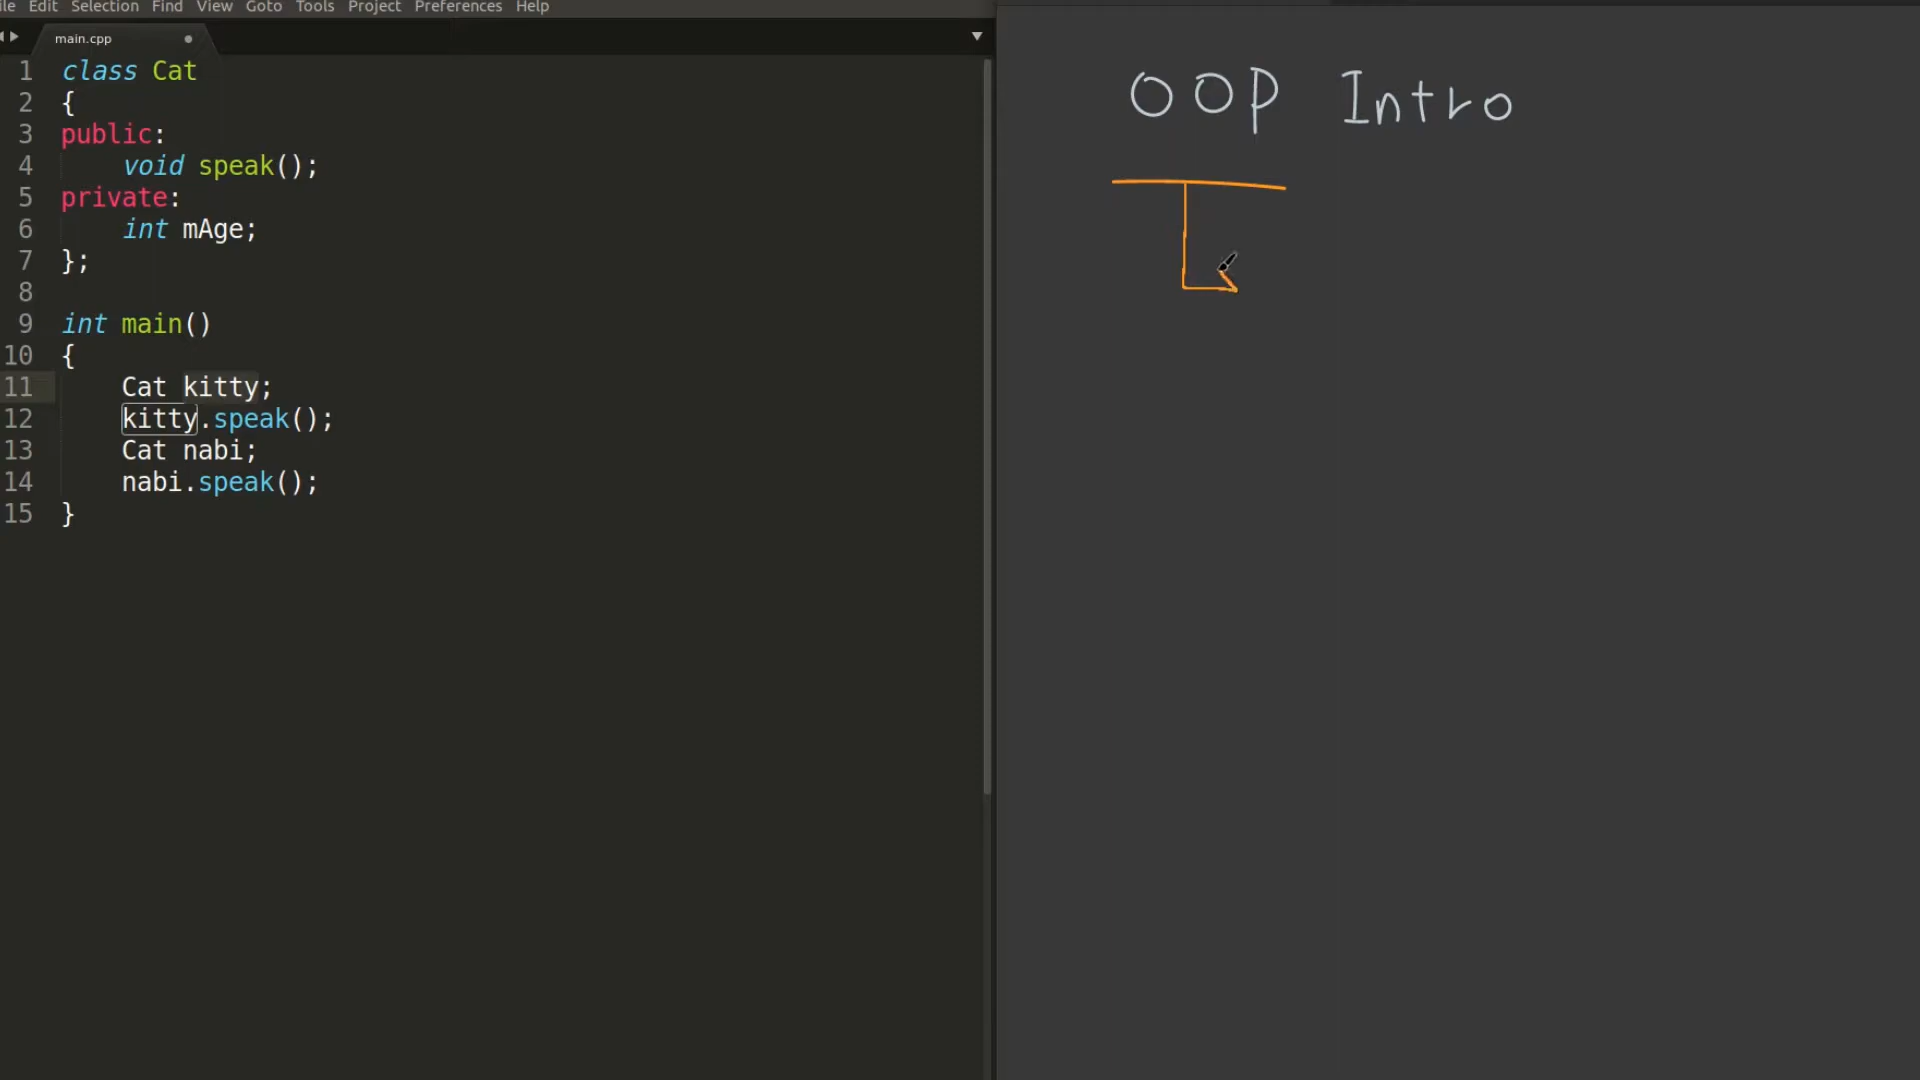 ile Edit Selection Find View Goto Tools Project Preferences Help
main.cpp
1 class Cat
2 {
3 public:
4     void speak();
5 private:
6     int mAge;
7 };
8
9 int main()
10 {
11     Cat kitty;
12     kitty.speak();
13     Cat nabi;
14     nabi.speak();
15 }
OOP Intro